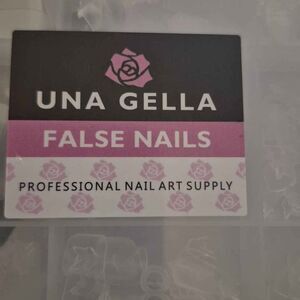 UNA GELLA
FALSE NAILS
PROFESSIONAL NAIL ART SUPPLY